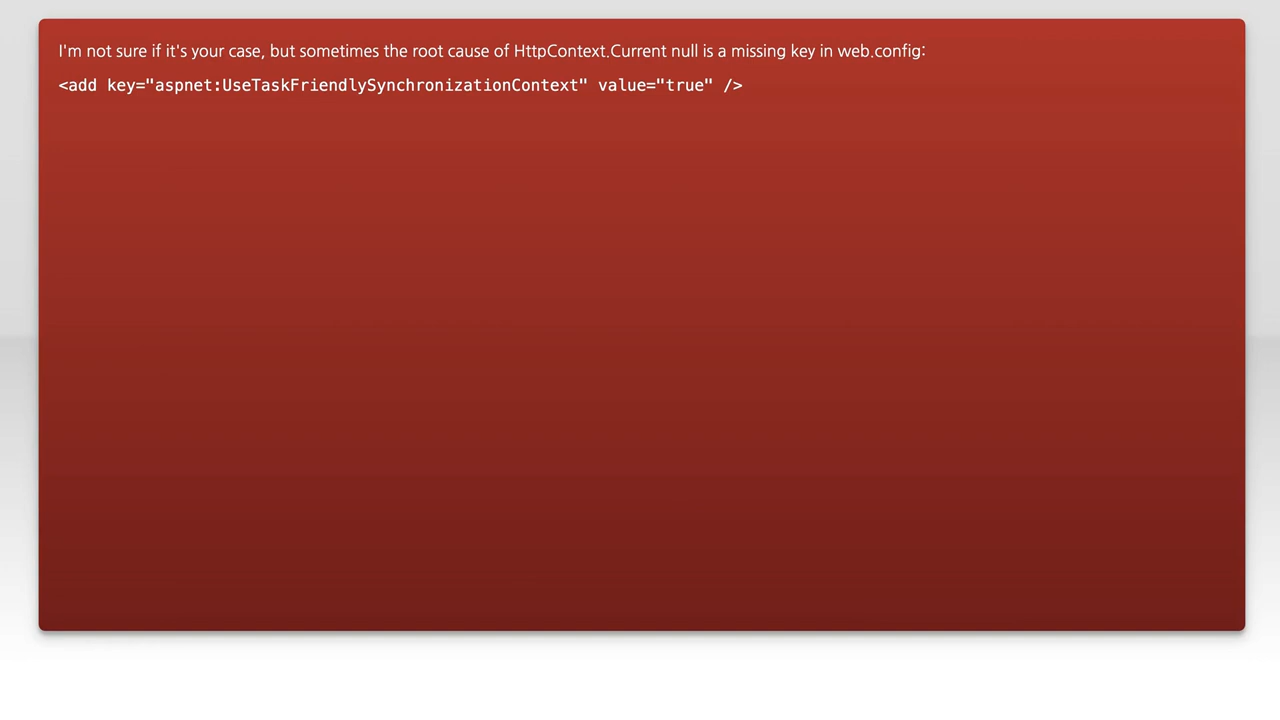 I'm not sure if it's your case, but sometimes the root cause of HttpContext.Current null is a missing key in web.config:
<add key="aspnet:UseTaskFriendlySynchronizationContext" value="true" />